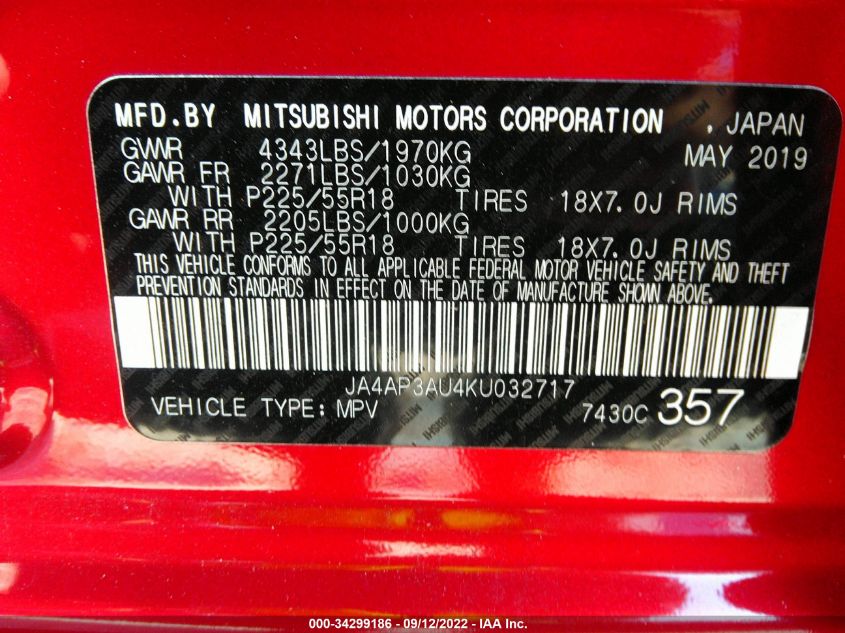 MFD.BY MITSUBISHI MOTORS CORPORATION , JAPAN
GVWR 4343LBS/1970KG MAY 2019
GAWR FR 2271LBS/1030KG
WITH P225/55R18 TIRES 18X7.0J RIMS
GAWR RR 2205LBS/1000KG
WITH P225/55R18 TIRES 18X7.0J RIMS
THIS VEHICLE CONFORMS TO ALL APPLICABLE FEDERAL MOTOR VEHICLE SAFETY AND THEFT
PREVENTION STANDARDS IN EFFECT ON THE DATE OF MANUFACTURE SHOWN ABOVE.
JA4AP3AU4KU032717
VEHICLE TYPE: MPV 7430C 357
000-34299186 - 09/12/2022 - IAA Inc.